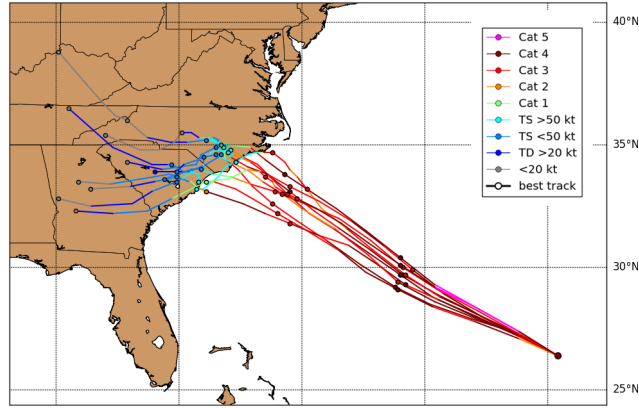 40°N
Cat 5
Cat 4
Cat 3
Cat 2
Cat 1
TS >50 kt
TS <50 kt
TD >20 kt
<20 kt
best track
35°N
30°N
25°N